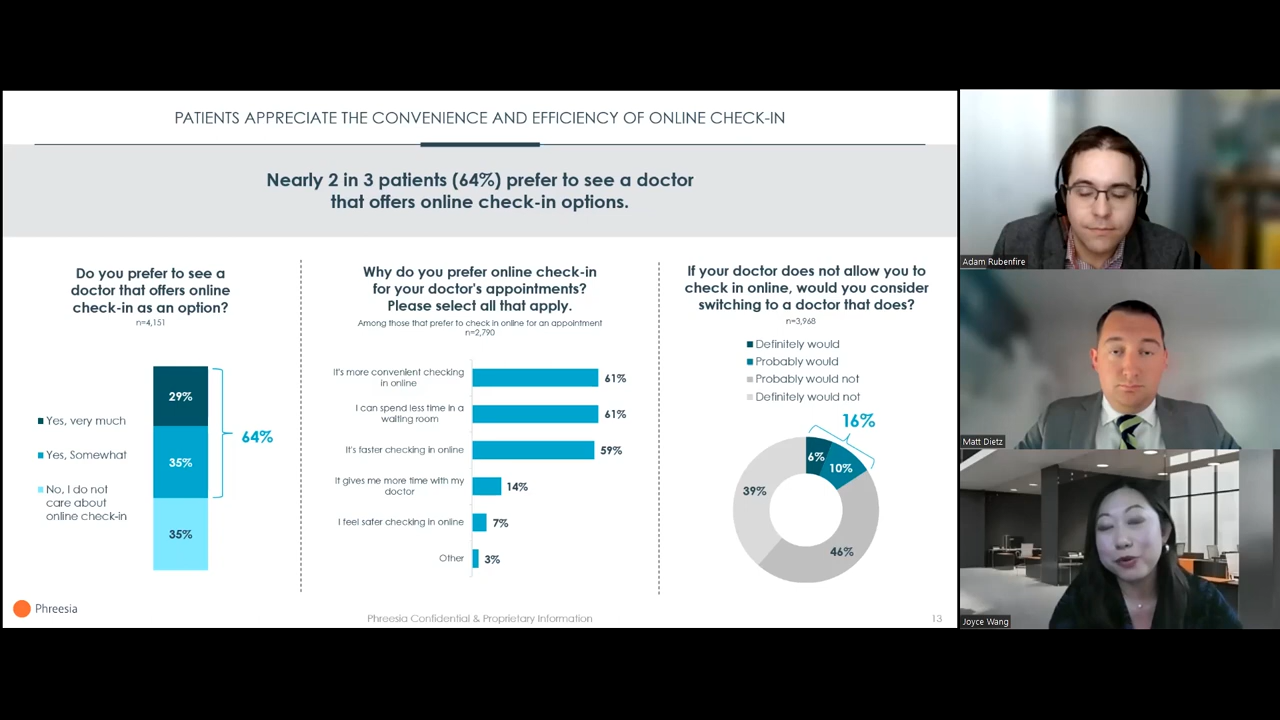 PATIENTS APPRECIATE THE CONVENIENCE AND EFFICIENCY OF ONLINE CHECK-IN
Nearly 2 in 3 patients (64%) prefer to see a doctor
that offers online check-in options.
Do you prefer to see a
doctor that offers online
check-in as an option?
n=4,151
29%
Yes, very much
64%
Yes, Somewhat
35%
No, I do not
care about
online check-in
35%
Why do you prefer online check-in
for your doctor's appointments?
Please select all that apply.
Among those that prefer to check in online for an appointment
n=2,790
It's more convenient checking
in online
61%
I can spend less time in a
waiting room
61%
It's faster checking in online
59%
It gives me more time with my
doctor
14%
I feel safer checking in online
7%
Other
3%
If your doctor does not allow you to
check in online, would you consider
switching to a doctor that does?
n=3,968
Definitely would
Probably would
Probably would not
Definitely would not
16%
6%
10%
39%
46%
Phreesia
Phreesia Confidential & Proprietary Information
13
Adam Rubenfire
Matt Dietz
Joyce Wang